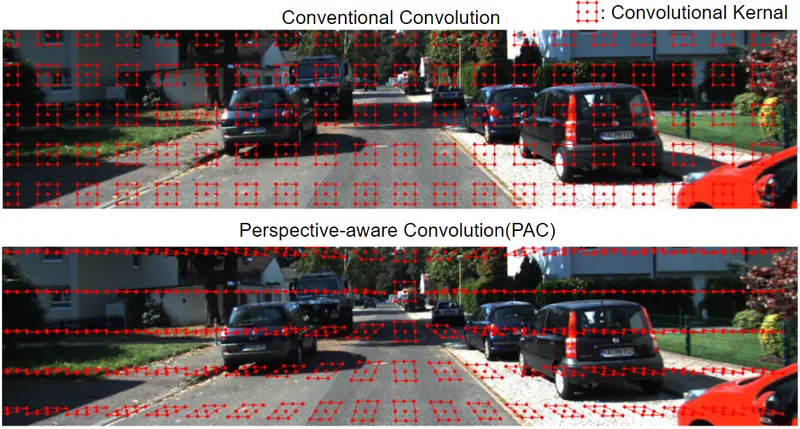 Conventional Convolution
: Convolutional Kernal
Perspective-aware Convolution(PAC)